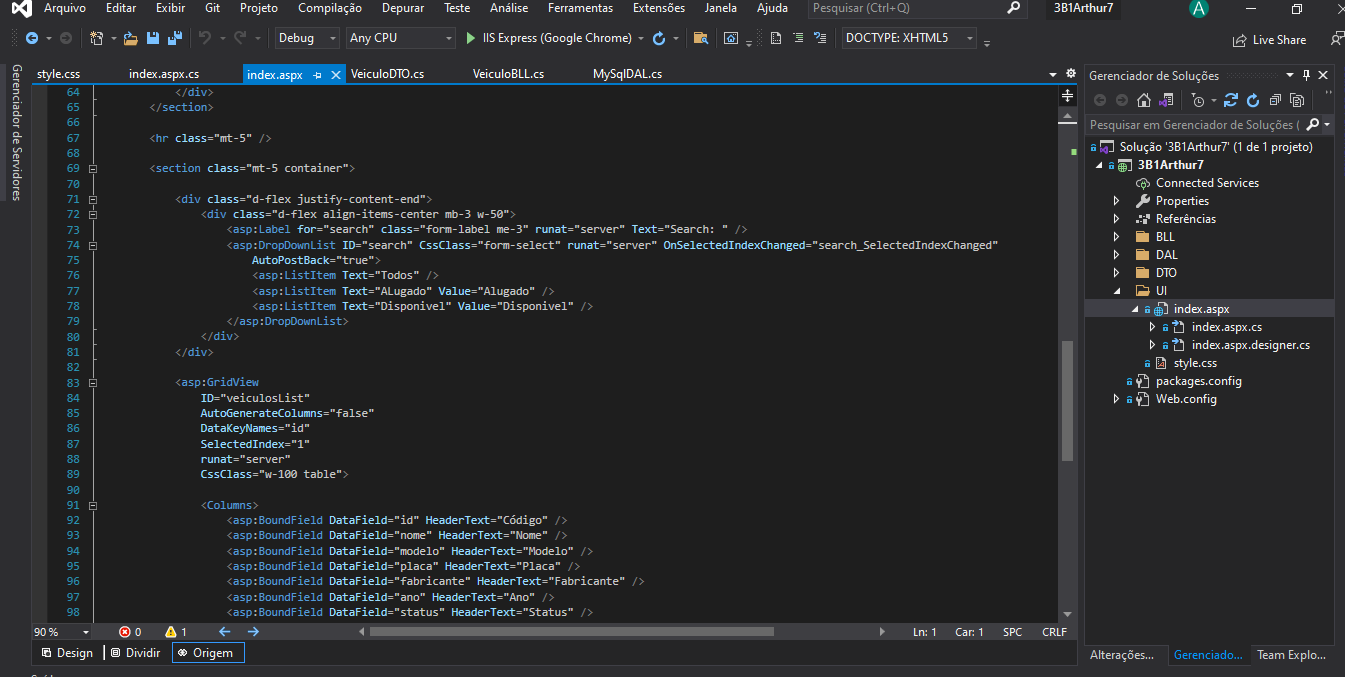 Arquivo Editar Exibir Git Projeto Compilação Depurar Teste Análise Ferramentas Extensões Janela Ajuda Pesquisar (Ctrl+Q) 3B1Arthur7 A
Debug Any CPU IIS Express (Google Chrome) DOCTYPE: XHTML5 Live Share
Gerenciador de Servidores
style.css index.aspx.cs index.aspx VeiculoDTO.cs VeiculoBLL.cs MySqlDAL.cs
64 </div>
65 </section>
66
67 <hr class="mt-5" />
68
69 <section class="mt-5 container">
70
71 <div class="d-flex justify-content-end">
72 <div class="d-flex align-items-center mb-3 w-50">
73 <asp:Label for="search" class="form-label me-3" runat="server" Text="Search: " />
74 <asp:DropDownList ID="search" CssClass="form-select" runat="server" OnSelectedIndexChanged="search_SelectedIndexChanged"
75 AutoPostBack="true">
76 <asp:ListItem Text="Todos" />
77 <asp:ListItem Text="ALugado" Value="Alugado" />
78 <asp:ListItem Text="Disponivel" Value="Disponivel" />
79 </asp:DropDownList>
80 </div>
81 </div>
82
83 <asp:GridView
84 ID="veiculosList"
85 AutoGenerateColumns="false"
86 DataKeyNames="id"
87 SelectedIndex="1"
88 runat="server"
89 CssClass="w-100 table">
90
91 <Columns>
92 <asp:BoundField DataField="id" HeaderText="Código" />
93 <asp:BoundField DataField="nome" HeaderText="Nome" />
94 <asp:BoundField DataField="modelo" HeaderText="Modelo" />
95 <asp:BoundField DataField="placa" HeaderText="Placa" />
96 <asp:BoundField DataField="fabricante" HeaderText="Fabricante" />
97 <asp:BoundField DataField="ano" HeaderText="Ano" />
98 <asp:BoundField DataField="status" HeaderText="Status" />
90 % 0 1 Ln: 1 Car: 1 SPC CRLF
Design Dividir Origem
Gerenciador de Soluções
Pesquisar em Gerenciador de Soluções (
Solução '3B1Arthur7' (1 de 1 projeto)
3B1Arthur7
Connected Services
Properties
Referências
BLL
DAL
DTO
UI
index.aspx
index.aspx.cs
index.aspx.designer.cs
style.css
packages.config
Web.config
Alterações... Gerenciado... Team Explo...